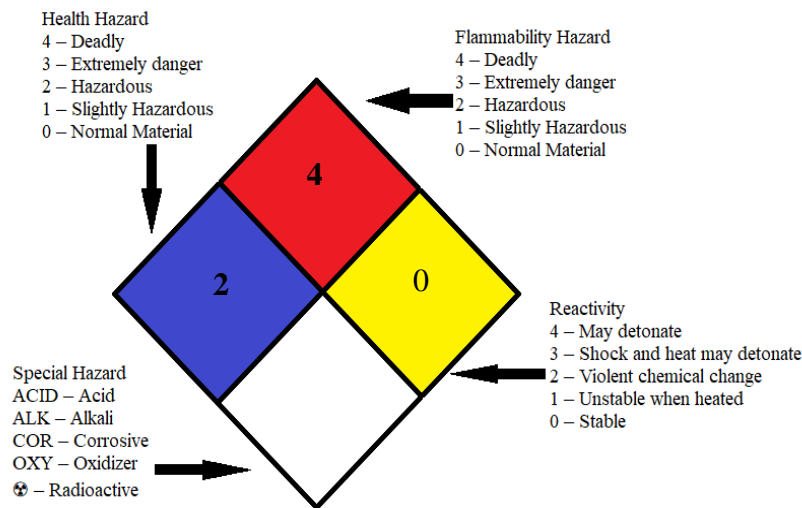 Health Hazard
4 – Deadly
3 – Extremely danger
2 – Hazardous
1 – Slightly Hazardous
0 – Normal Material
Flammability Hazard
4 – Deadly
3 – Extremely danger
2 – Hazardous
1 – Slightly Hazardous
0 – Normal Material
4
2
0
Reactivity
4 – May detonate
3 – Shock and heat may detonate
2 – Violent chemical change
1 – Unstable when heated
0 – Stable
Special Hazard
ACID – Acid
ALK – Alkali
COR – Corrosive
OXY – Oxidizer
☢ – Radioactive